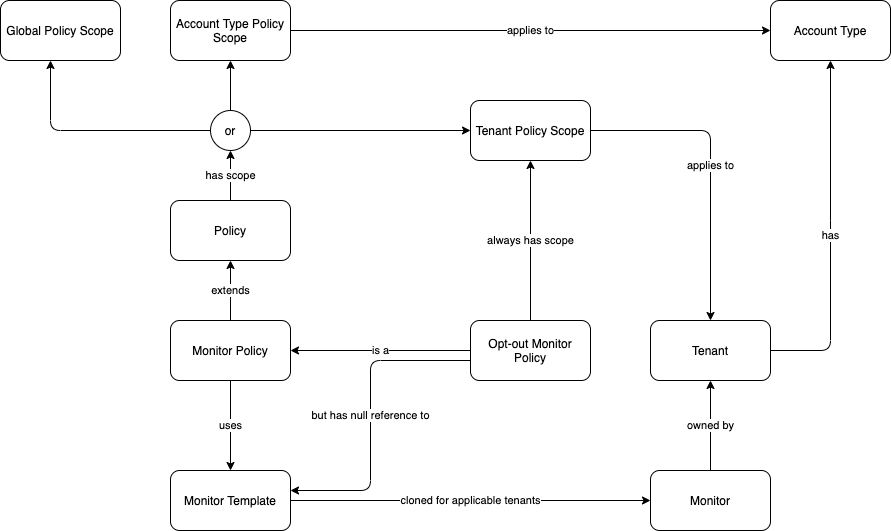 Global Policy Scope
Account Type Policy
Scope
applies to
Account Type
or
Tenant Policy Scope
applies to
has scope
Policy
always has scope
has
extends
Monitor Policy
is a
Opt-out Monitor
Policy
Tenant
uses
but has null reference to
owned by
Monitor Template
cloned for applicable tenants
Monitor